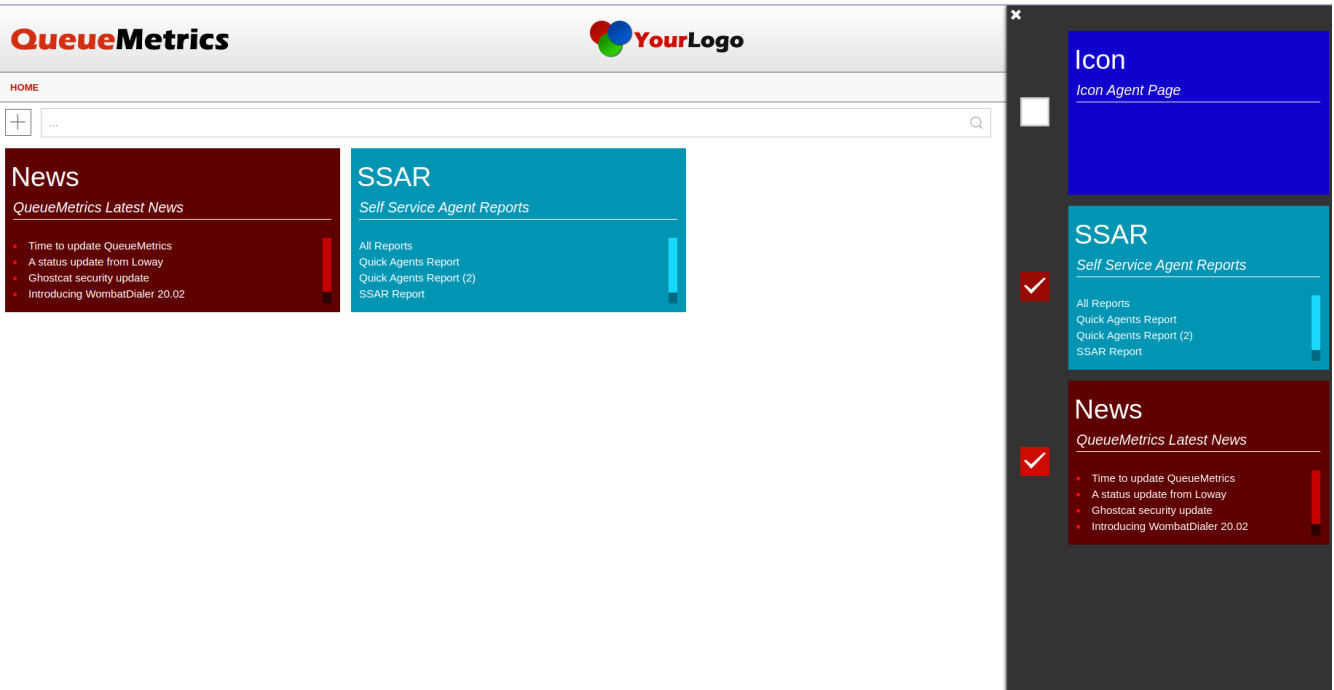 QueueMetrics
YourLogo
HOME
...
News
QueueMetrics Latest News
Time to update QueueMetrics
A status update from Loway
Ghostcat security update
Introducing WombatDialer 20.02
SSAR
Self Service Agent Reports
All Reports
Quick Agents Report
Quick Agents Report (2)
SSAR Report
Icon
Icon Agent Page
SSAR
Self Service Agent Reports
All Reports
Quick Agents Report
Quick Agents Report (2)
SSAR Report
News
QueueMetrics Latest News
Time to update QueueMetrics
A status update from Loway
Ghostcat security update
Introducing WombatDialer 20.02